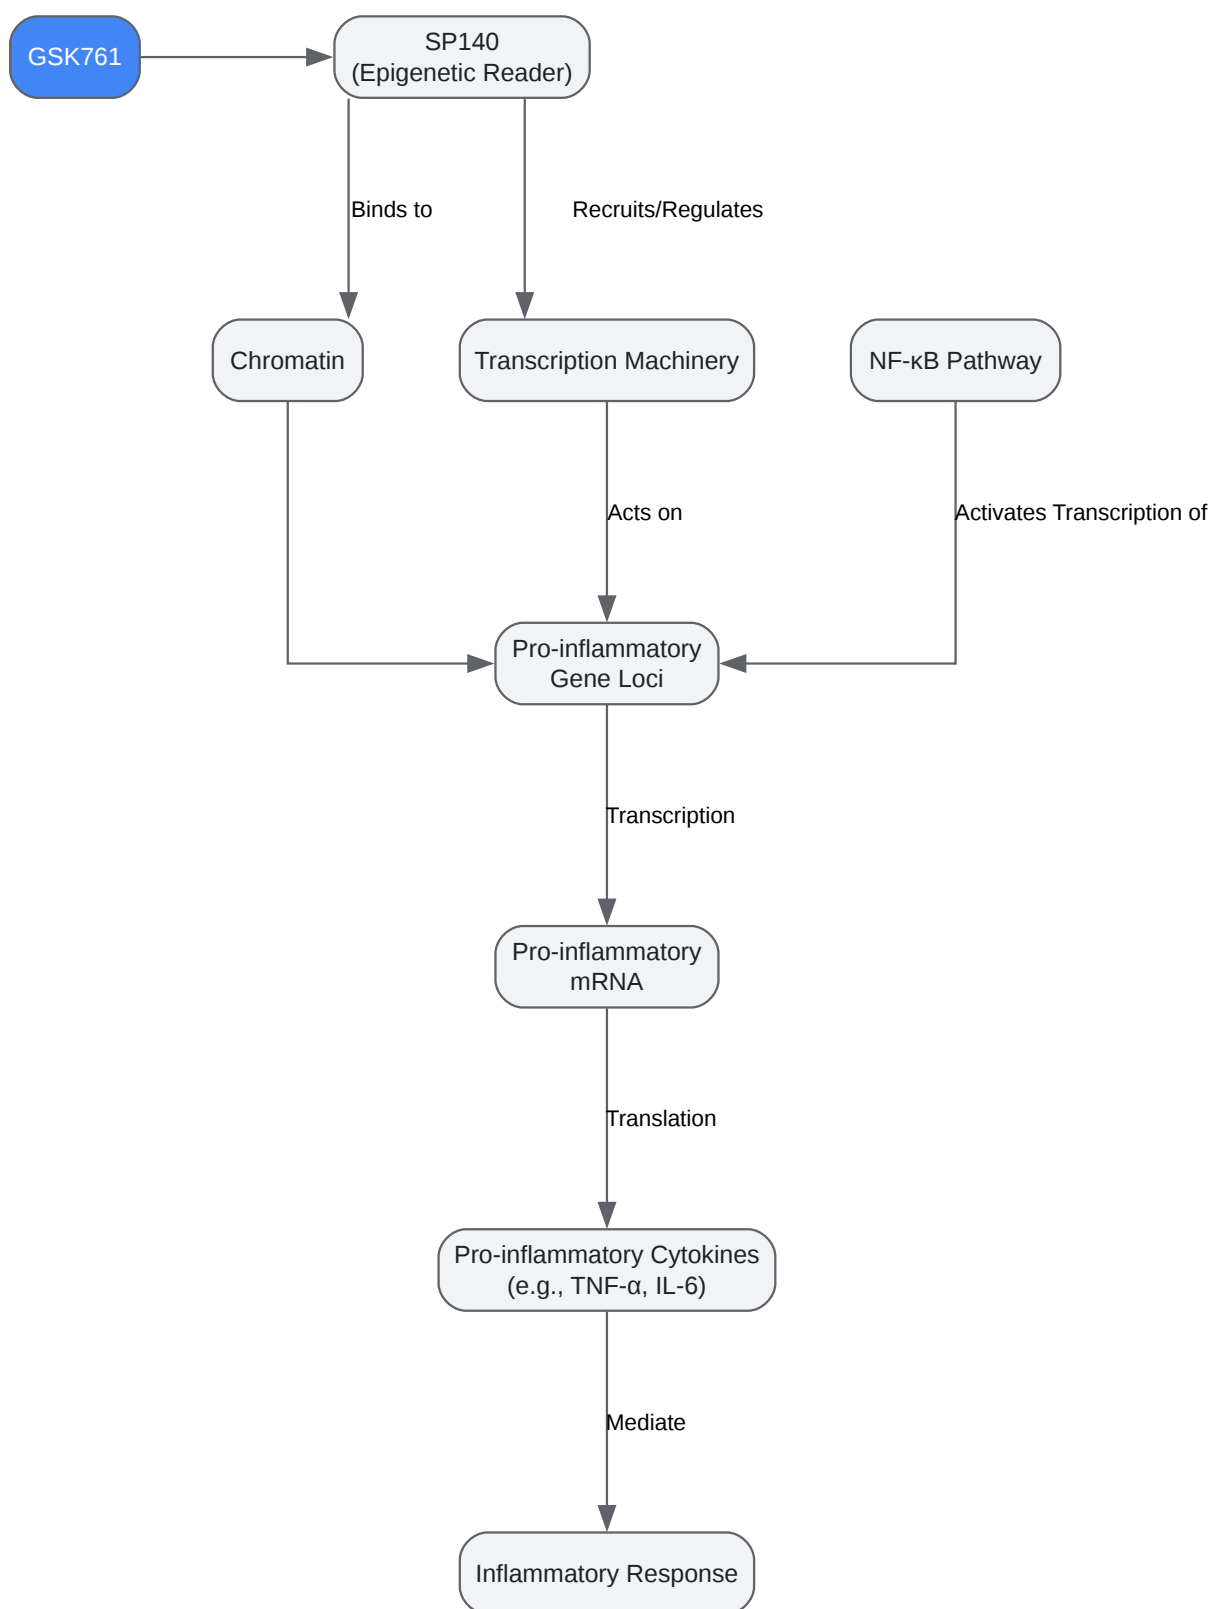 GSK761
SP140
(Epigenetic Reader)
Binds to
Recruits/Regulates
Chromatin
Transcription Machinery
NF-κB Pathway
Acts on
Activates Transcription of
Pro-inflammatory
Gene Loci
Transcription
Pro-inflammatory
mRNA
Translation
Pro-inflammatory Cytokines
(e.g., TNF-α, IL-6)
Mediate
Inflammatory Response